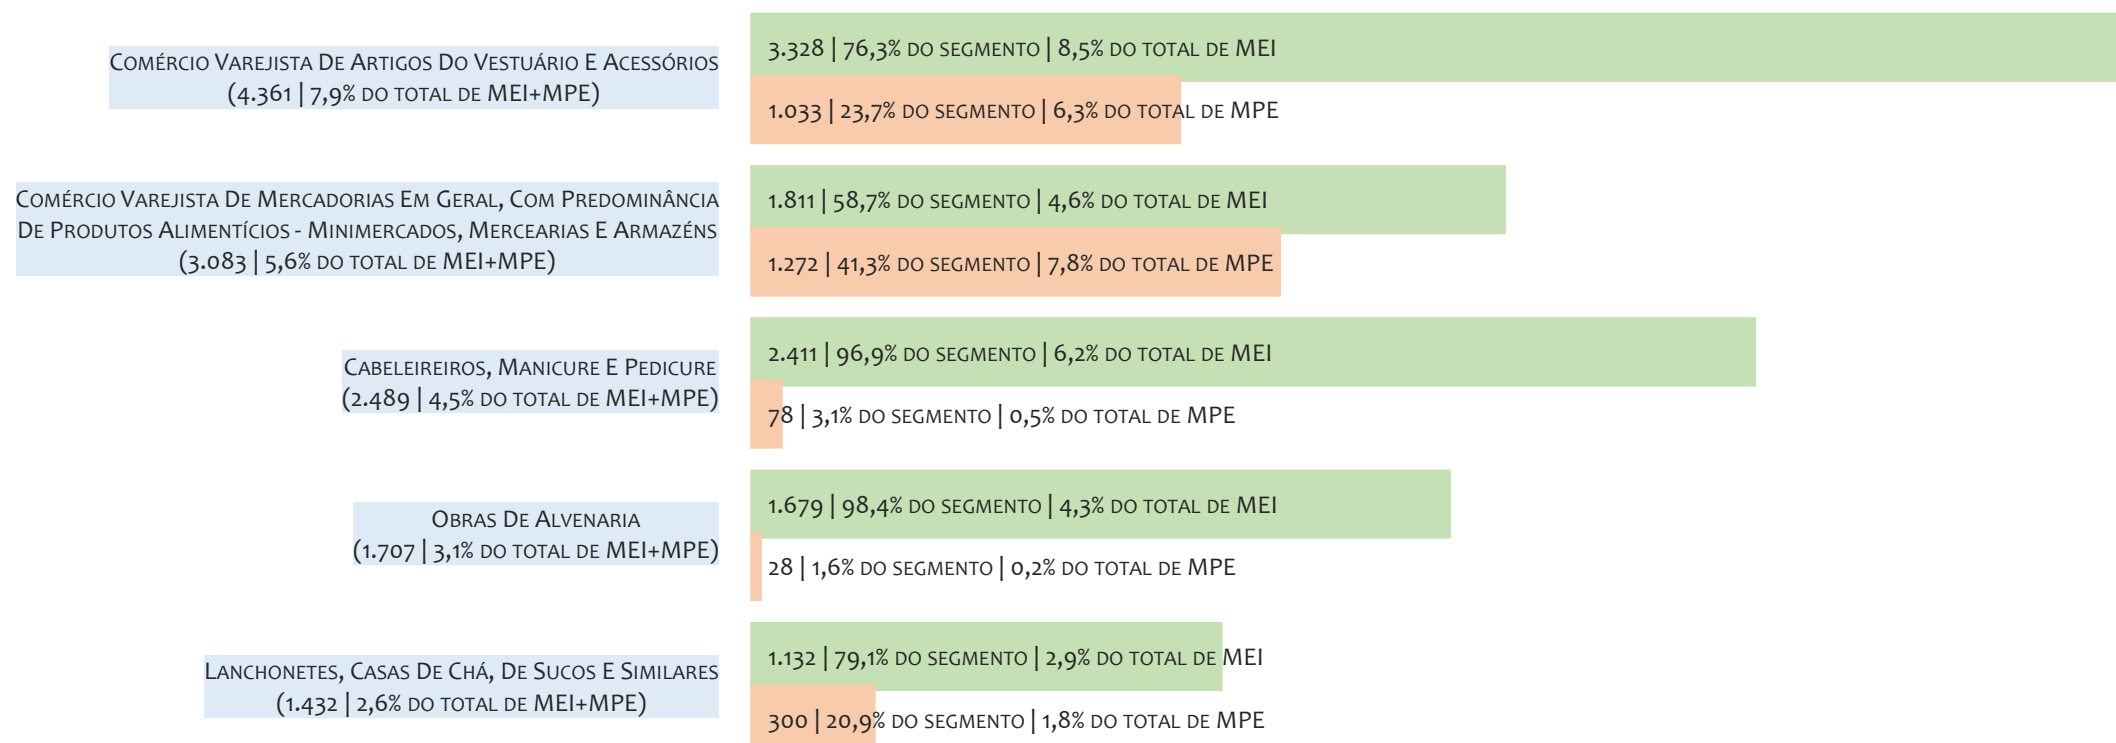 Comércio Varejista De Artigos Do Vestuário E Acessórios
(4.361 | 7,9% do total de MEI+MPE)
3.328 | 76,3% do segmento | 8,5% do total de MEI
1.033 | 23,7% do segmento | 6,3% do total de MPE
Comércio Varejista De Mercadorias Em Geral, Com Predominância
De Produtos Alimentícios - Minimercados, Mercearias E Armazéns
(3.083 | 5,6% do total de MEI+MPE)
1.811 | 58,7% do segmento | 4,6% do total de MEI
1.272 | 41,3% do segmento | 7,8% do total de MPE
Cabeleireiros, Manicure E Pedicure
(2.489 | 4,5% do total de MEI+MPE)
2.411 | 96,9% do segmento | 6,2% do total de MEI
78 | 3,1% do segmento | 0,5% do total de MPE
Obras De Alvenaria
(1.707 | 3,1% do total de MEI+MPE)
1.679 | 98,4% do segmento | 4,3% do total de MEI
28 | 1,6% do segmento | 0,2% do total de MPE
Lanchonetes, Casas De Chá, De Sucos E Similares
(1.432 | 2,6% do total de MEI+MPE)
1.132 | 79,1% do segmento | 2,9% do total de MEI
300 | 20,9% do segmento | 1,8% do total de MPE